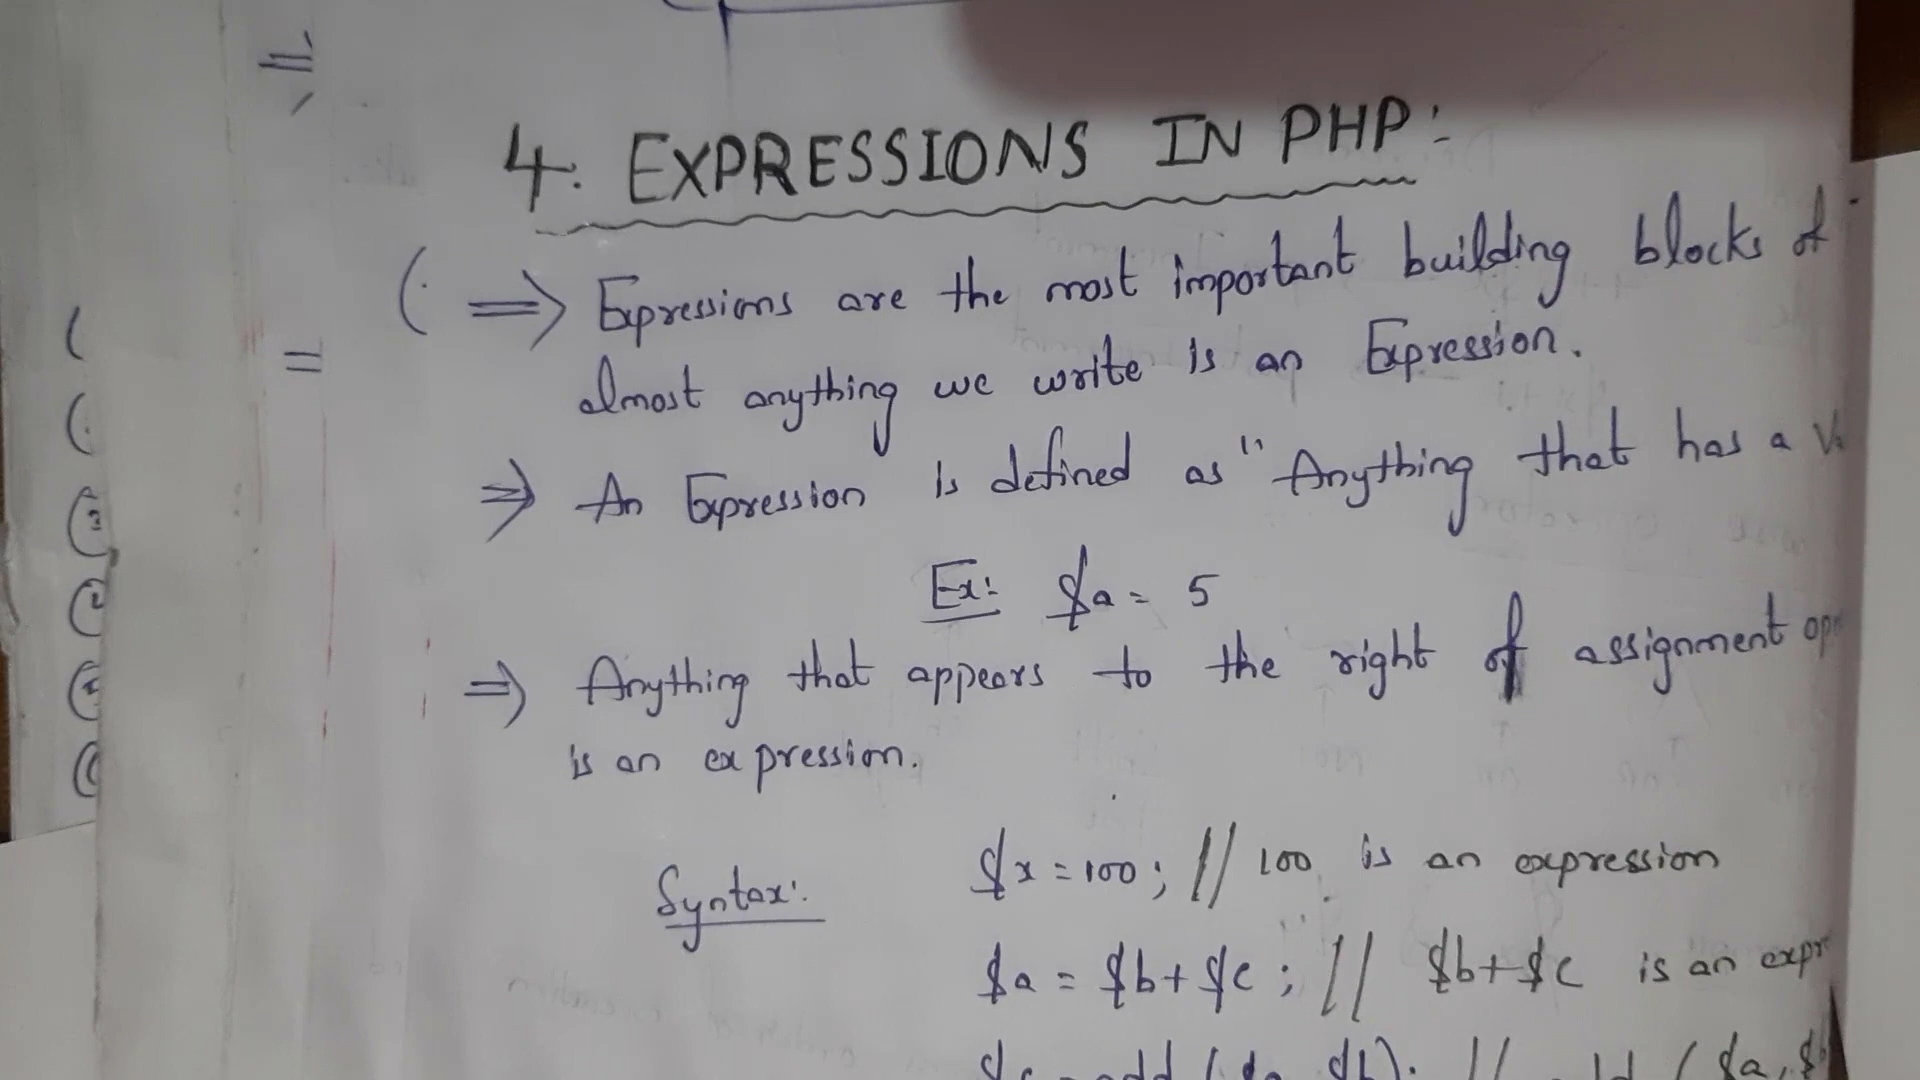 ⇒
4. EXPRESSIONS IN PHP:
(. ⇒ Expressions are the most important building blocks of
almost anything we write is an Expression.
⇒ An Expression is defined as "Anything that has a
Ex: $a = 5
⇒ Anything that appears to the right of assignment
is an expression.
Syntax: $x = 100; // 100 is an expression
$a = $b + $c; // $b + $c is an expr